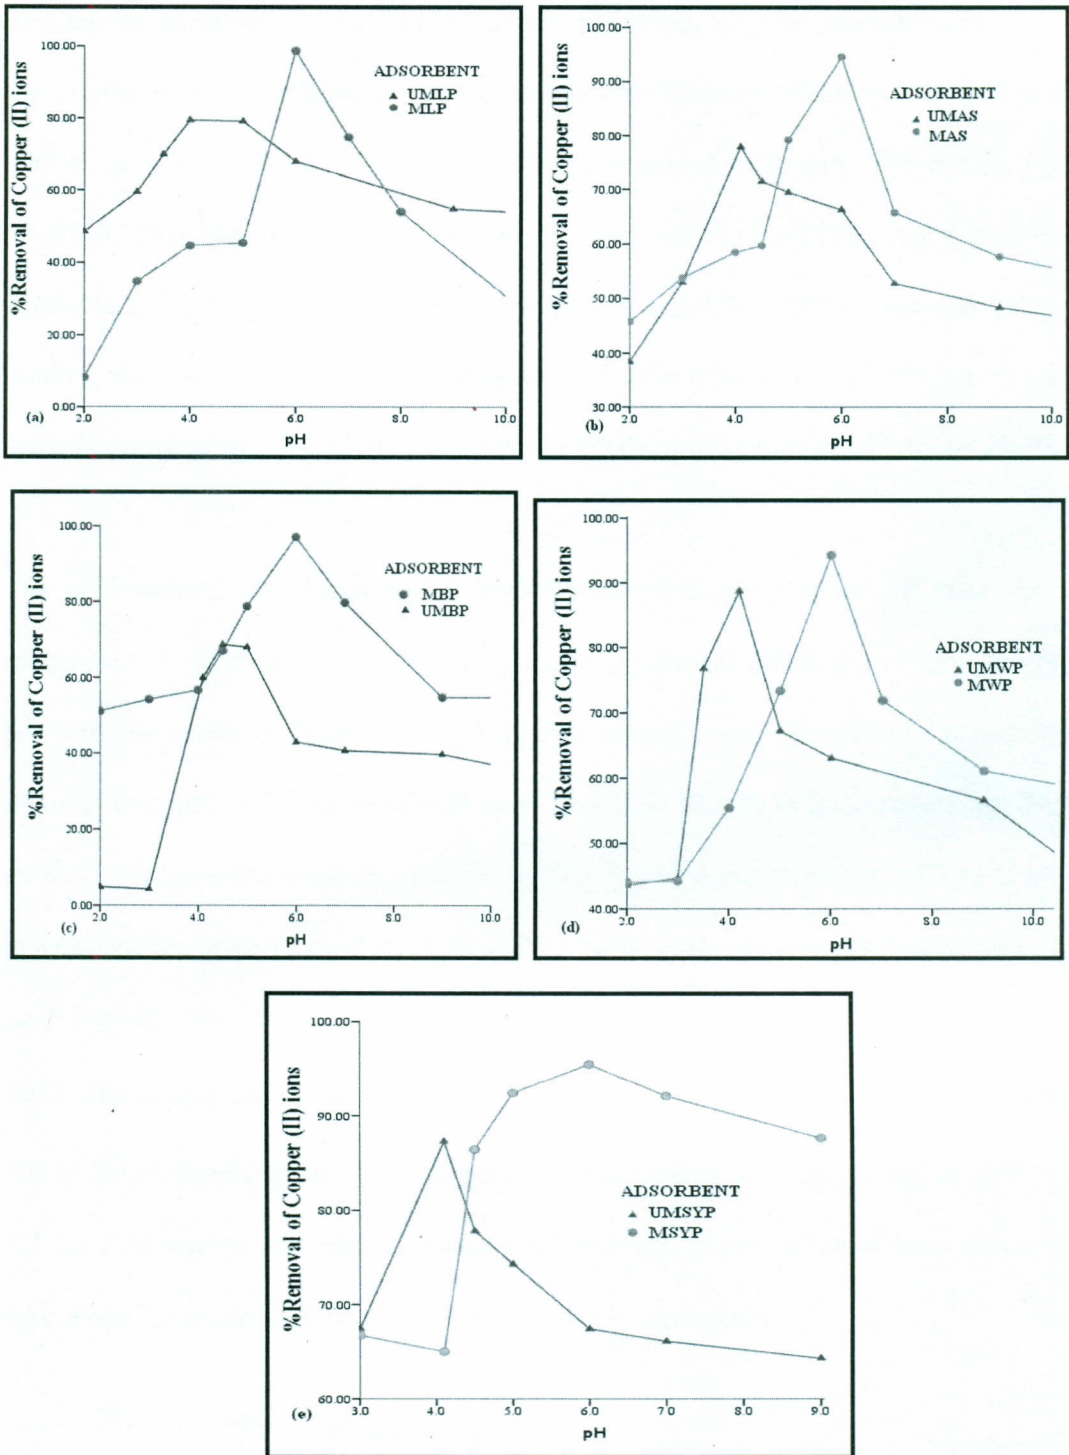 %Removal of Copper (II) ions
100.00
80.00
60.00
40.00
20.00
0.00
ADSORBENT
UMLP
MLP
2.0 4.0 6.0 8.0 10.0
(a)
pH
%Removal of Copper (II) ions
100.00
90.00
80.00
70.00
60.00
50.00
40.00
30.00
ADSORBENT
UMAS
MAS
2.0 4.0 6.0 8.0 10.0
(b)
pH
%Removal of Copper (II) ions
100.00
80.00
60.00
40.00
20.00
0.00
ADSORBENT
MBP
UMBP
2.0 4.0 6.0 8.0 10.0
(c)
pH
%Removal of Copper (II) ions
100.00
90.00
80.00
70.00
60.00
50.00
40.00
ADSORBENT
UMWP
MWP
2.0 4.0 6.0 8.0 10.0
(d)
pH
%Removal of Copper (II) ions
100.00
90.00
80.00
70.00
60.00
ADSORBENT
UMSYP
MSYP
3.0 4.0 5.0 6.0 7.0 8.0 9.0
(e)
pH